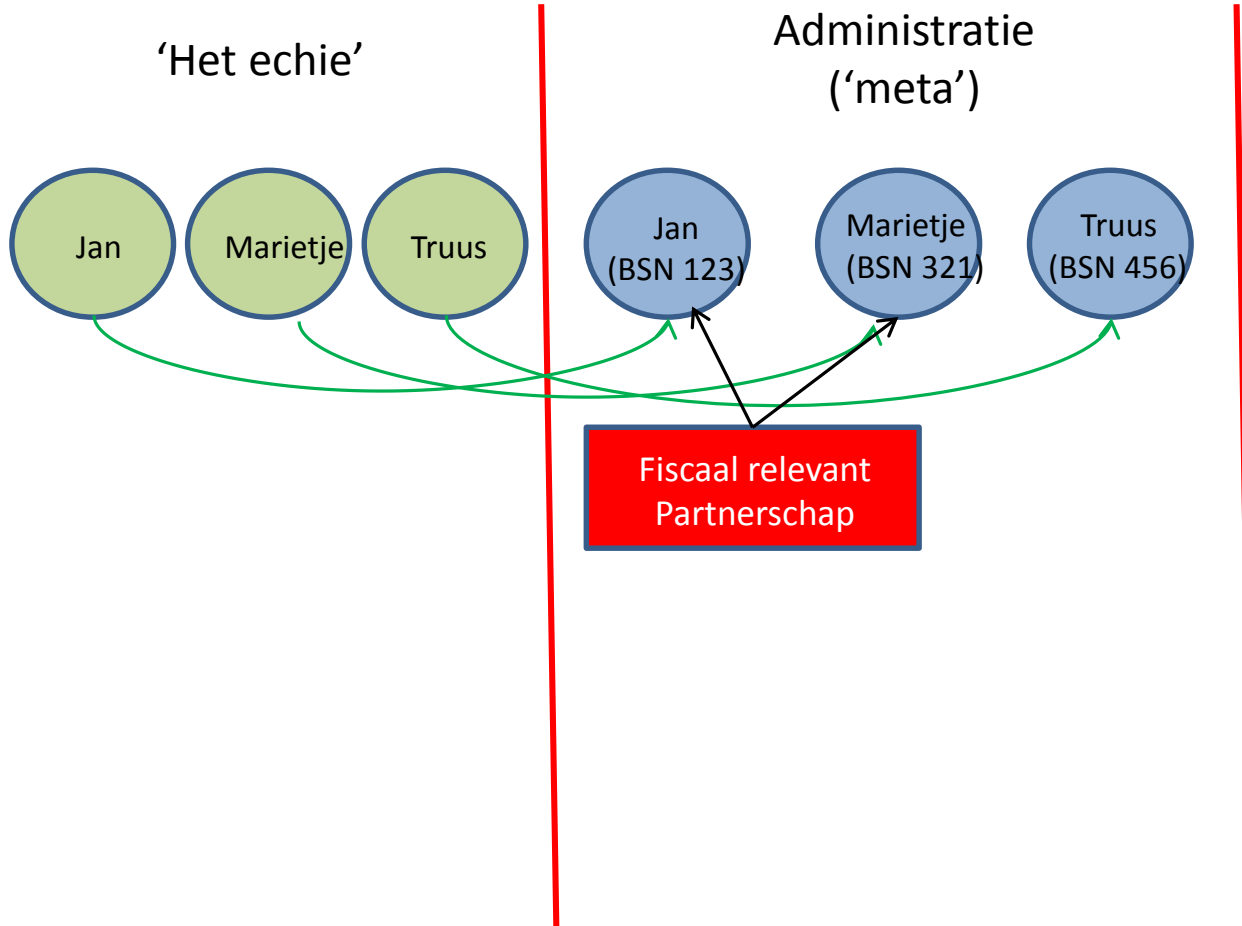 ‘Het echie’
Administratie
(‘meta’)
Jan
Marietje
Truus
Jan
(BSN 123)
Marietje
(BSN 321)
Truus
(BSN 456)
Fiscaal relevant
Partnerschap